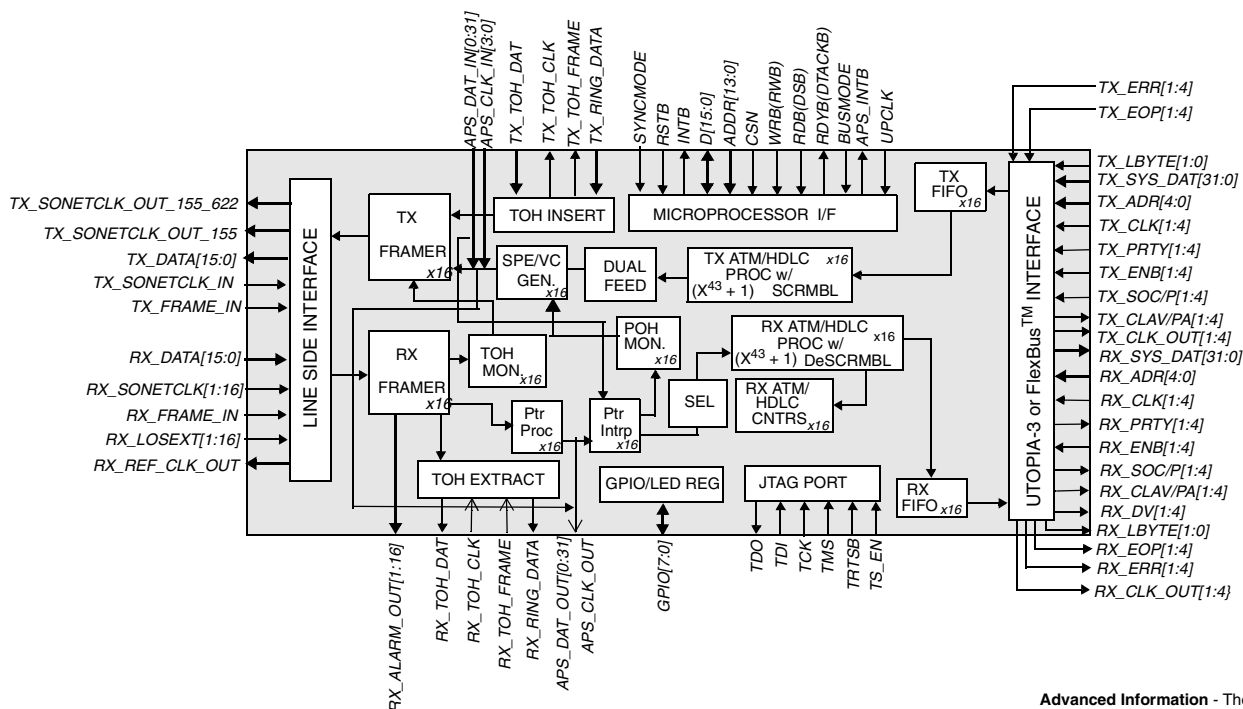 APS_DAT_IN[0:31]
APS_CLK_IN[3:0]
TX_TOH_DAT
TX_TOH_CLK
TX_TOH_FRAME
TX_RING_DATA
SYNCMODE
RSTB
INTB
D[15:0]
ADDR[13:0]
CSN
WRB(RWB)
RDB(DSB)
RDYB(DTACKB)
BUSMODE
APS_INTB
UPCLK
TX_ERR[1:4]
TX_EOP[1:4]
TX_SONETCLK_OUT_155_622
TX_SONETCLK_OUT_155
TX_DATA[15:0]
TX_SONETCLK_IN
TX_FRAME_IN
RX_DATA[15:0]
RX_SONETCLK[1:16]
RX_FRAME_IN
RX_LOSEXT[1:16]
RX_REF_CLK_OUT
LINE SIDE INTERFACE
TX
FRAMER
x16
TOH INSERT
MICROPROCESSOR I/F
TX
FIFO
x16
SPE/VC
GEN.
x16
DUAL
FEED
TX ATM/HDLC
x16
PROC w/
(X43 + 1) SCRMBL
RX
FRAMER
x16
TOH
MON.
x16
POH
MON.
x16
RX ATM/HDLC
PROC w/
x16
(X43 + 1) DeSCRMBL
SEL
RX ATM/
HDLC
CNTRS
x16
Ptr
Proc
x16
Ptr
Intrp
x16
TOH EXTRACT
GPIO/LED REG
JTAG PORT
RX
FIFO
x16
UTOPIA-3 or FlexBus™ INTERFACE
TX_LBYTE[1:0]
TX_SYS_DAT[31:0]
TX_ADR[4:0]
TX_CLK[1:4]
TX_PRTY[1:4]
TX_ENB[1:4]
TX_SOC/P[1:4]
TX_CLAV/PA[1:4]
TX_CLK_OUT[1:4]
RX_SYS_DAT[31:0]
RX_ADR[4:0]
RX_CLK[1:4]
RX_PRTY[1:4]
RX_ENB[1:4]
RX_SOC/P[1:4]
RX_CLAV/PA[1:4]
RX_DV[1:4]
RX_LBYTE[1:0]
RX_EOP[1:4]
RX_ERR[1:4]
RX_CLK_OUT[1:4}
RX_ALARM_OUT[1:16]
RX_TOH_DAT
RX_TOH_CLK
RX_TOH_FRAME
RX_RING_DATA
APS_DAT_OUT[0:31]
APS_CLK_OUT
GPIO[7:0]
TDO
TDI
TCK
TMS
TRTSB
TS_EN
Advanced Information - The